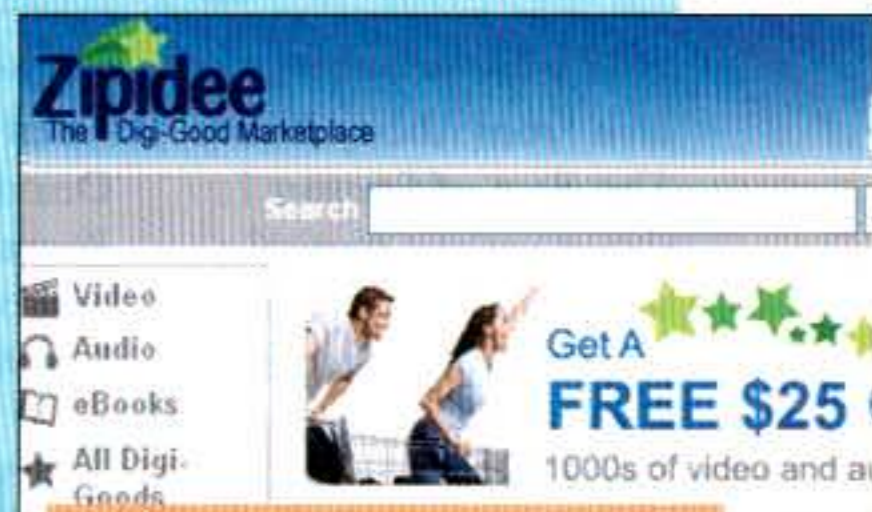 Zipidee
The Digi-Good Marketplace
Search
Video
Audio
eBooks
All Digi-
Goods
Get A
FREE $25
1000s of video and